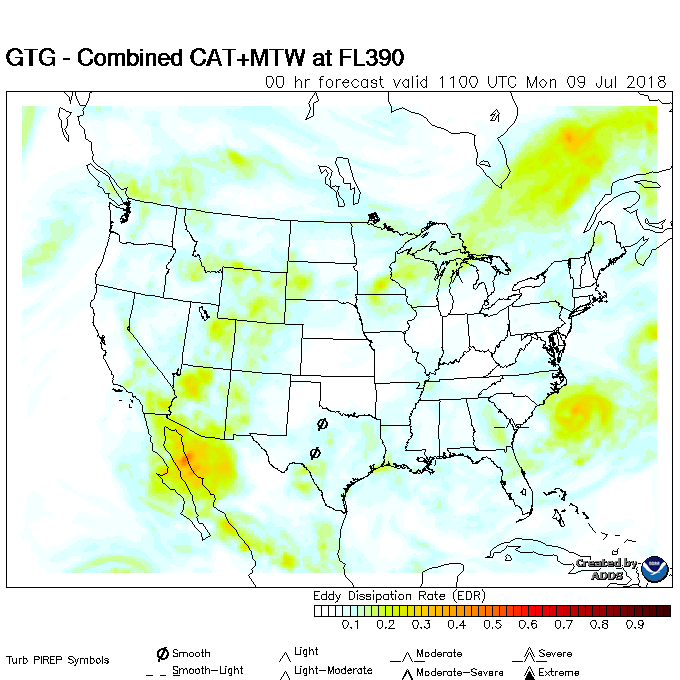 GTG - Combined CAT+MTW at FL390
00 hr forecast valid 1100 UTC Mon 09 Jul 2018
Created by
ADDS
Eddy Dissipation Rate (EDR)
0.1 0.2 0.3 0.4 0.5 0.6 0.7 0.8 0.9
Turb PIREP Symbols
Smooth Light Moderate Severe
Smooth-Light Light-Moderate Moderate-Severe Extreme